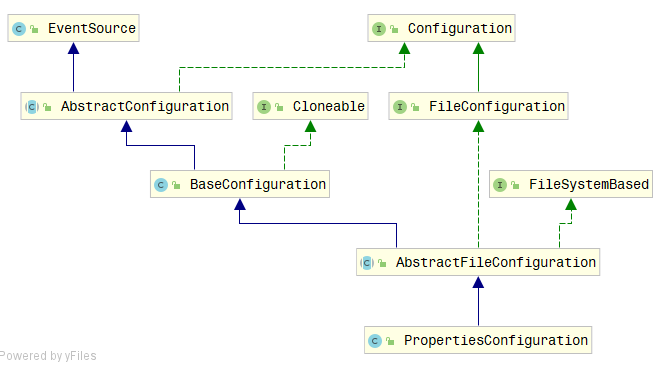 EventSource
Configuration
AbstractConfiguration
Cloneable
FileConfiguration
BaseConfiguration
FileSystemBased
AbstractFileConfiguration
PropertiesConfiguration
Powered by yFiles